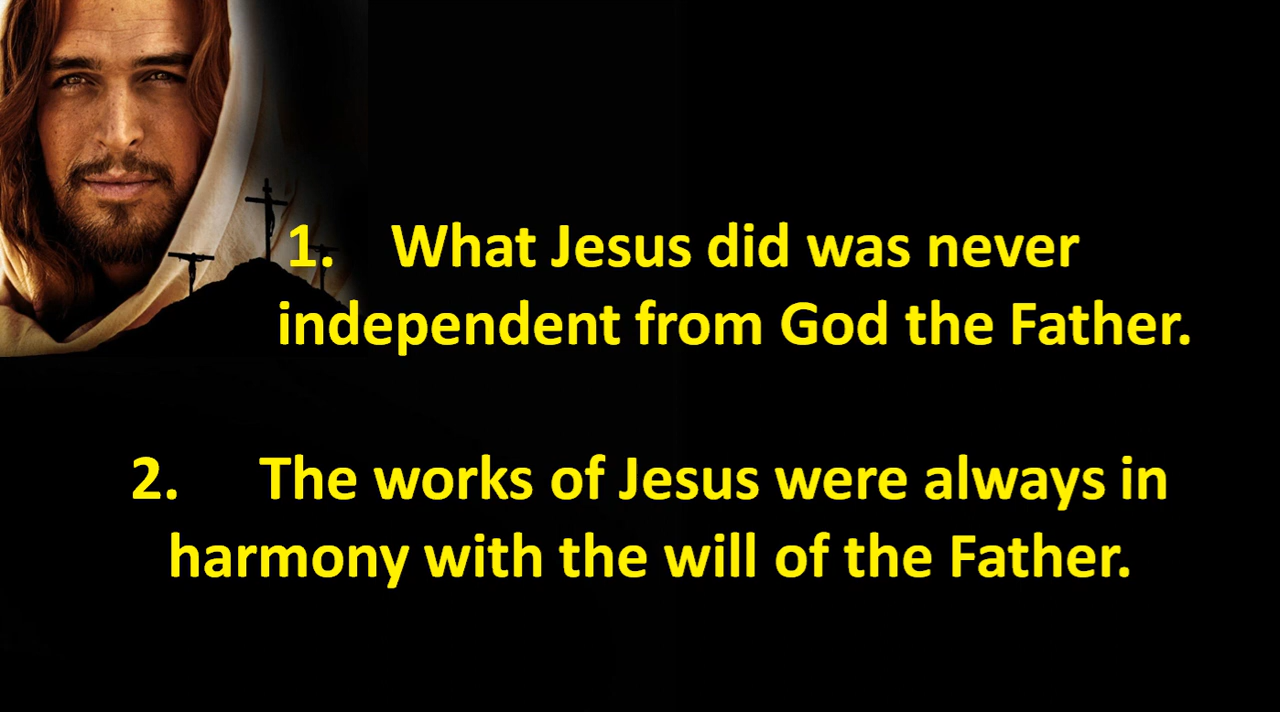 1. What Jesus did was never
independent from God the Father.
2. The works of Jesus were always in
harmony with the will of the Father.